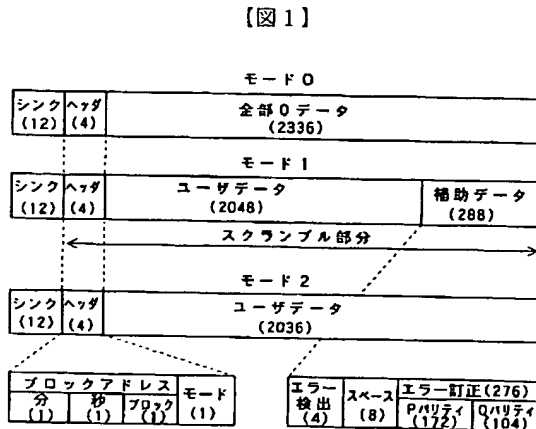 【図1】
モード0
シンク ヘッダ 全部0データ
(12) (4) (2336)
モード1
シンク ヘッダ ユーザデータ 補助データ
(12) (4) (2048) (288)
スクランブル部分
モード2
シンク ヘッダ ユーザデータ
(12) (4) (2036)
ブロックアドレス モード
分 秒 ブロック
(1) (1) (1) (1)
エラー検出 スペース エラー訂正(276)
(4) (8) Pパリティ Qパリティ
(172) (104)